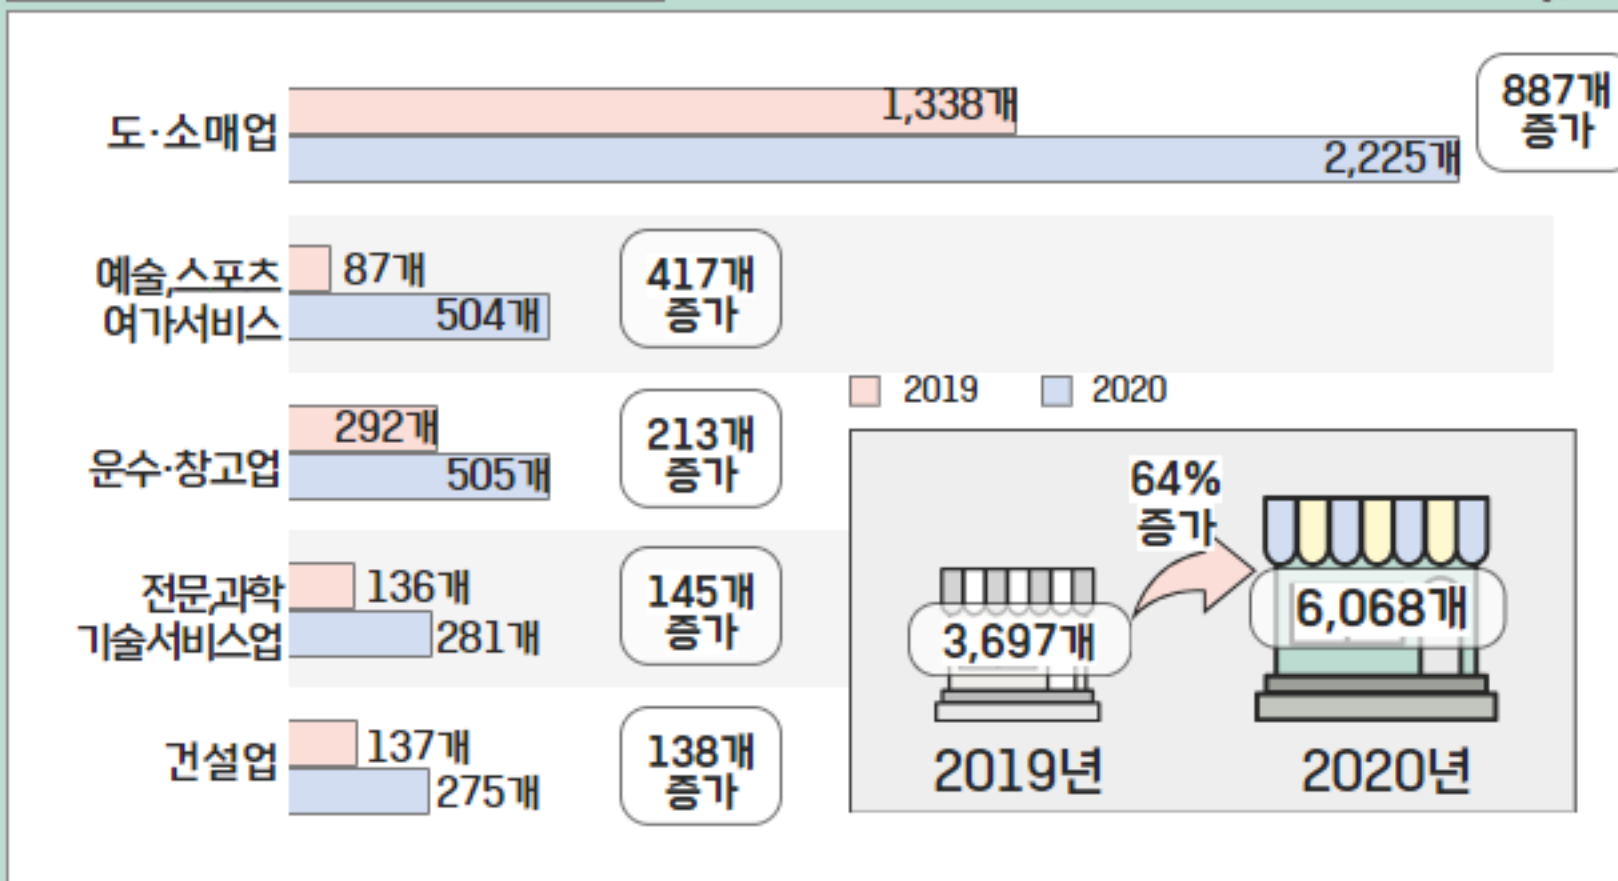 1,338개
도·소매업
2,225개
887개
증가
예술,스포츠
여가서비스
87개
504개
417개
증가
2019
2020
운수·창고업
292개
505개
213개
증가
전문,과학
기술서비스업
136개
281개
145개
증가
건설업
137개
275개
138개
증가
64%
증가
3,697개
6,068개
2019년
2020년